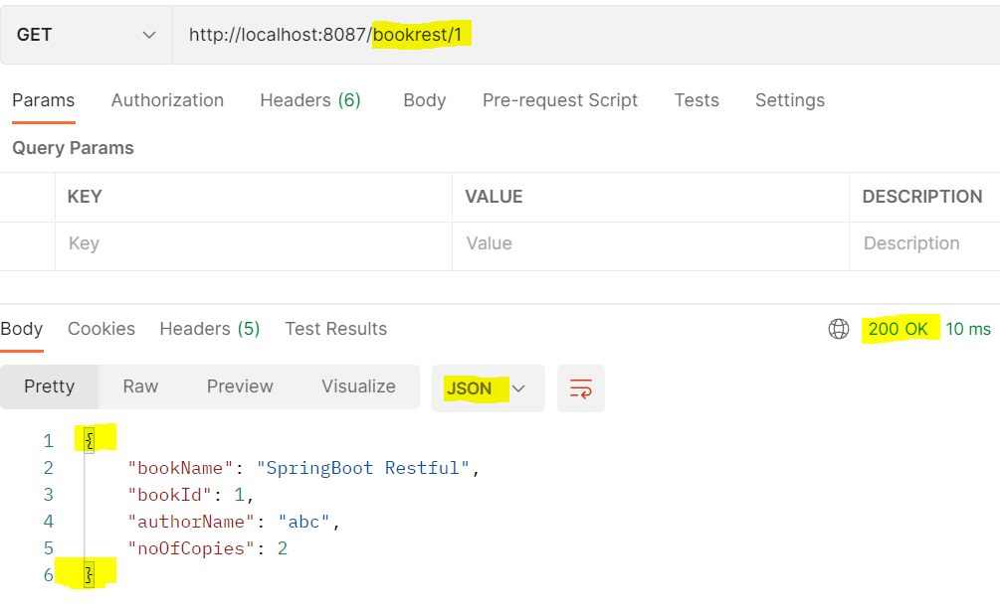 GET http://localhost:8087/bookrest/1
Params Authorization Headers (6) Body Pre-request Script Tests Settings
Query Params
KEY VALUE DESCRIPTION
Key Value Description
Body Cookies Headers (5) Test Results 200 OK 10 ms
Pretty Raw Preview Visualize JSON
1 {
2 "bookName": "SpringBoot Restful",
3 "bookId": 1,
4 "authorName": "abc",
5 "noOfCopies": 2
6 }